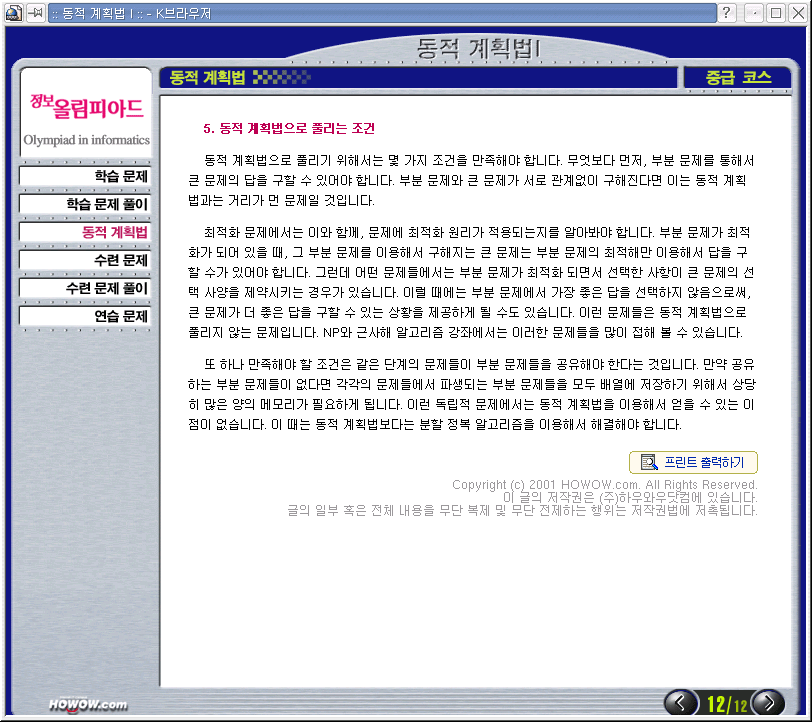 :: 동적 계획법 I :: - K브라우저
동적 계획법I
동적 계획법
중급 코스
정보올림피아드
Olympiad in informatics
학습 문제
학습 문제 풀이
동적 계획법
수련 문제
수련 문제 풀이
연습 문제
5. 동적 계획법으로 풀리는 조건
동적 계획법으로 풀리기 위해서는 몇 가지 조건을 만족해야 합니다. 무엇보다 먼저, 부분 문제를 통해서
큰 문제의 답을 구할 수 있어야 합니다. 부분 문제와 큰 문제가 서로 관계없이 구해진다면 이는 동적 계획
법과는 거리가 먼 문제일 것입니다.
최적화 문제에서는 이와 함께, 문제에 최적화 원리가 적용되는지를 알아봐야 합니다. 부분 문제가 최적
화가 되어 있을 때, 그 부분 문제를 이용해서 구해지는 큰 문제는 부분 문제의 최적해만 이용해서 답을 구
할 수가 있어야 합니다. 그런데 어떤 문제들에서는 부분 문제가 최적화 되면서 선택한 사항이 큰 문제의 선
택 사양을 제약시키는 경우가 있습니다. 이럴 때에는 부분 문제에서 가장 좋은 답을 선택하지 않음으로써,
큰 문제가 더 좋은 답을 구할 수 있는 상황을 제공하게 될 수도 있습니다. 이런 문제들은 동적 계획법으로
풀리지 않는 문제입니다. NP와 근사해 알고리즘 강좌에서는 이러한 문제들을 많이 접해 볼 수 있습니다.
또 하나 만족해야 할 조건은 같은 단계의 문제들이 부분 문제들을 공유해야 한다는 것입니다. 만약 공유
하는 부분 문제들이 없다면 각각의 문제들에서 파생되는 부분 문제들을 모두 배열에 저장하기 위해서 상당
히 많은 양의 메모리가 필요하게 됩니다. 이런 독립적 문제에서는 동적 계획법을 이용해서 얻을 수 있는 이
점이 없습니다. 이 때는 동적 계획법보다는 분할 정복 알고리즘을 이용해서 해결해야 합니다.
프린트 출력하기
Copyright (c) 2001 HOWOW.com. All Rights Reserved.
이 글의 저작권은 (주)하우와우닷컴에 있습니다.
글의 일부 혹은 전체 내용을 무단 복제 및 무단 전제하는 행위는 저작권법에 저촉됩니다.
HOWOW.com
12/12